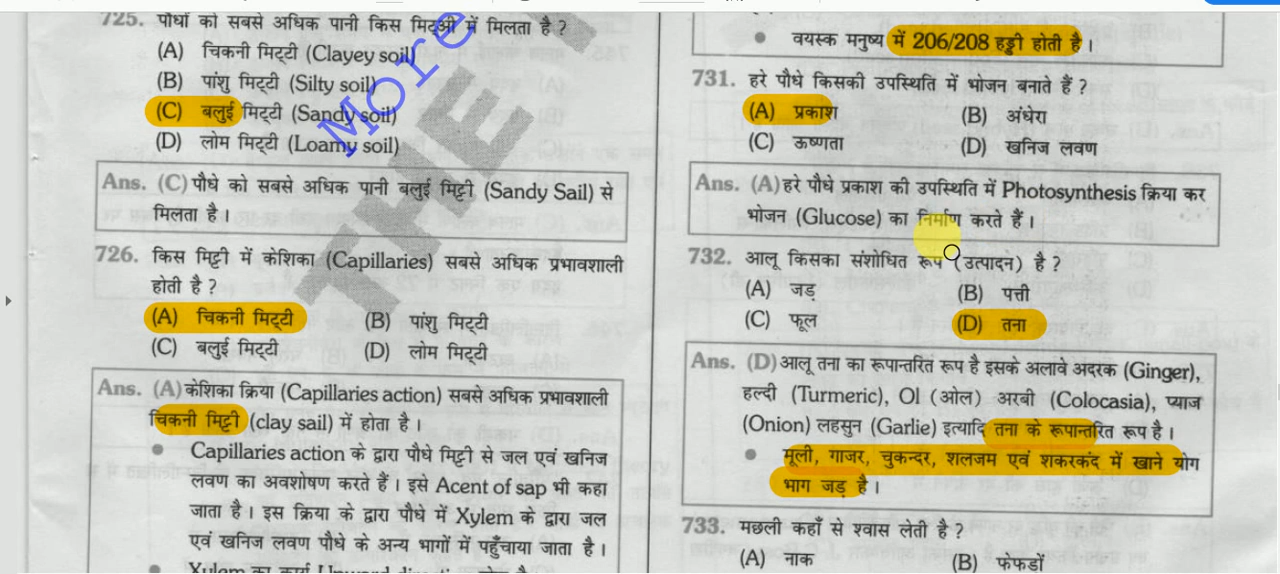 725. पौधों को सबसे अधिक पानी किस मिट्टी में मिलता है ?
(A) चिकनी मिट्टी (Clayey soil)
(B) पांशु मिट्टी (Silty soil)
(C) बलुई मिट्टी (Sandy soil)
(D) लोम मिट्टी (Loamy soil)
Ans. (C) पौधे को सबसे अधिक पानी बलुई मिट्टी (Sandy Sail) से
मिलता है।
726. किस मिट्टी में केशिका (Capillaries) सबसे अधिक प्रभावशाली
होती है ?
(A) चिकनी मिट्टी (B) पांशु मिट्टी
(C) बलुई मिट्टी (D) लोम मिट्टी
Ans. (A) केशिका क्रिया (Capillaries action) सबसे अधिक प्रभावशाली
चिकनी मिट्टी (clay sail) में होता है।
• Capillaries action के द्वारा पौधे मिट्टी से जल एवं खनिज
लवण का अवशोषण करते हैं। इसे Acent of sap भी कहा
जाता है। इस क्रिया के द्वारा पौधे में Xylem के द्वारा जल
एवं खनिज लवण पौधे के अन्य भागों में पहुँचाया जाता है।
• Xylem का कार्य Upward direction
More
THE
• वयस्क मनुष्य में 206/208 हड्डी होती है।
731. हरे पौधे किसकी उपस्थिति में भोजन बनाते हैं ?
(A) प्रकाश (B) अंधेरा
(C) ऊष्णता (D) खनिज लवण
Ans. (A) हरे पौधे प्रकाश की उपस्थिति में Photosynthesis क्रिया कर
भोजन (Glucose) का निर्माण करते हैं।
732. आलू किसका संशोधित रूप (उत्पादन) है ?
(A) जड़ (B) पत्ती
(C) फूल (D) तना
Ans. (D) आलू तना का रूपान्तरित रूप है इसके अलावे अदरक (Ginger),
हल्दी (Turmeric), Ol (ओल) अरबी (Colocasia), प्याज
(Onion) लहसुन (Garlie) इत्यादि तना के रूपान्तरित रूप है।
• मूली, गाजर, चुकन्दर, शलजम एवं शकरकंद में खाने योग
भाग जड़ है।
733. मछली कहाँ से श्वास लेती है ?
(A) नाक (B) फेफडों